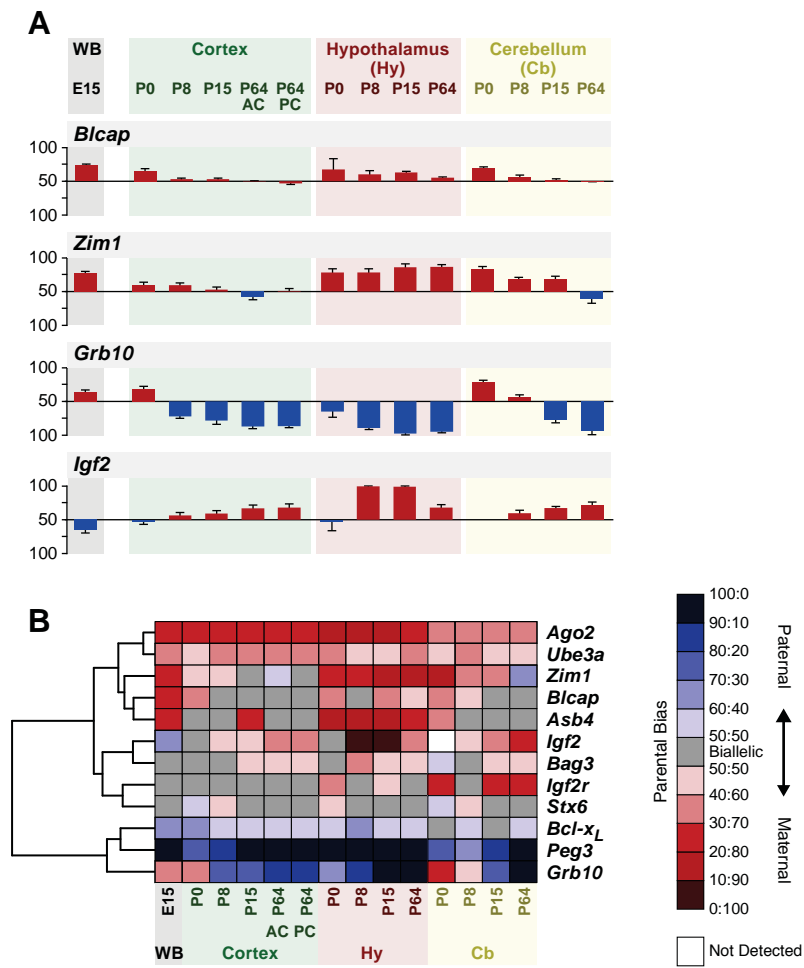 A
WB Cortex Hypothalamus (Hy) Cerebellum (Cb)
E15 P0 P8 P15 P64 AC P64 PC P0 P8 P15 P64 P0 P8 P15 P64
Blcap
100
50
100
Zim1
100
50
100
Grb10
100
50
100
Igf2
100
50
100
B
Ago2
Ube3a
Zim1
Blcap
Asb4
Igf2
Bag3
Igf2r
Stx6
Bcl-xL
Peg3
Grb10
E15 P0 P8 P15 P64 AC P64 PC P0 P8 P15 P64 P0 P8 P15 P64
WB Cortex Hy Cb
Parental Bias
100:0
90:10
80:20
70:30
60:40
50:50
Biallelic
50:50
40:60
30:70
20:80
10:90
0:100
Paternal
Maternal
Not Detected